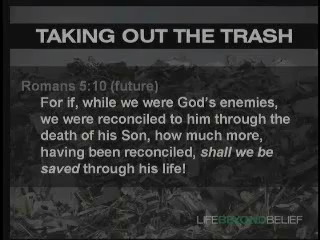 TAKING OUT THE TRASH
Romans 5:10 (future)
For if, while we were God's enemies,
we were reconciled to him through the
death of his Son, how much more,
having been reconciled, shall we be
saved through his life!
LIFEBEYONDBELIEF